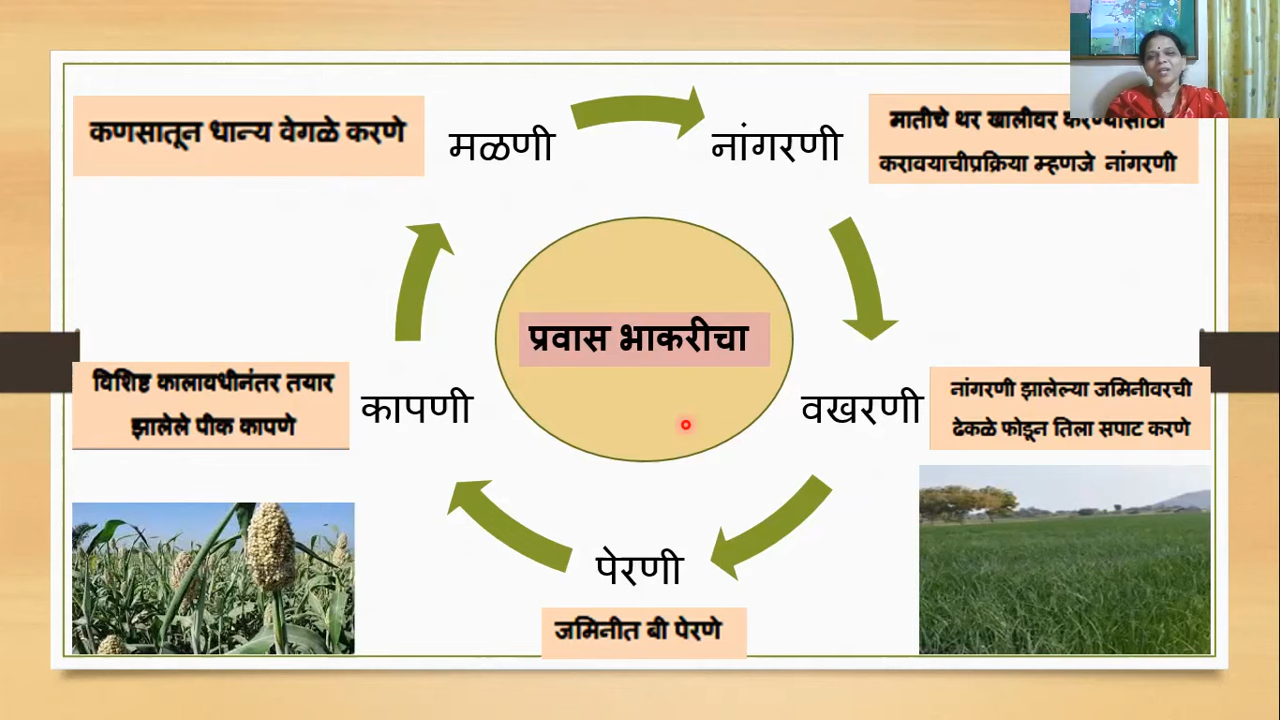 कणसातून धान्य वेगळे करणे
मळणी
नांगरणी
मातीचे थर खालीवर करण्यासाठी
करावयाचीप्रक्रिया म्हणजे नांगरणी
प्रवास भाकरीचा
विशिष्ट कालावधीनंतर तयार
झालेले पीक कापणे
कापणी
वखरणी
नांगरणी झालेल्या जमिनीवरची
ढेकळे फोडून तिला सपाट करणे
पेरणी
जमिनीत बी पेरणे